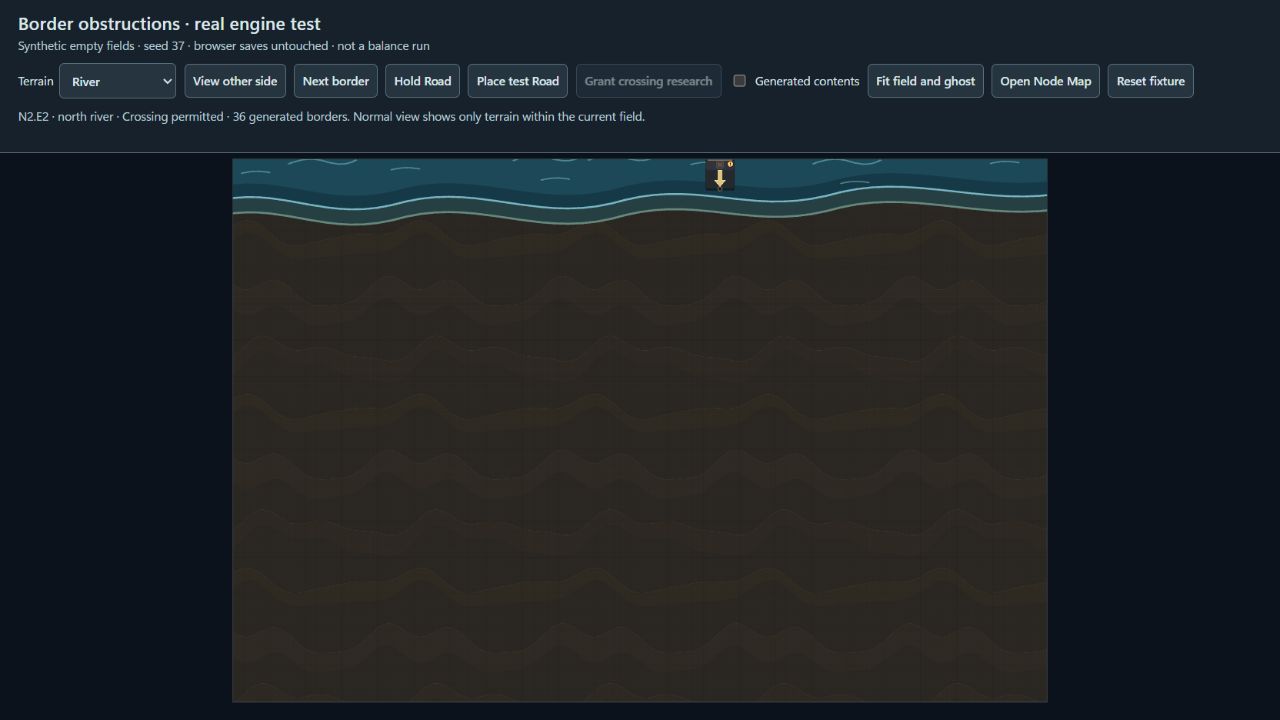 Border obstructions · real engine test
Synthetic empty fields · seed 37 · browser saves untouched · not a balance run
Terrain River View other side Next border Hold Road Place test Road Grant crossing research Generated contents Fit field and ghost Open Node Map Reset fixture
N2.E2 · north river · Crossing permitted · 36 generated borders. Normal view shows only terrain within the current field.